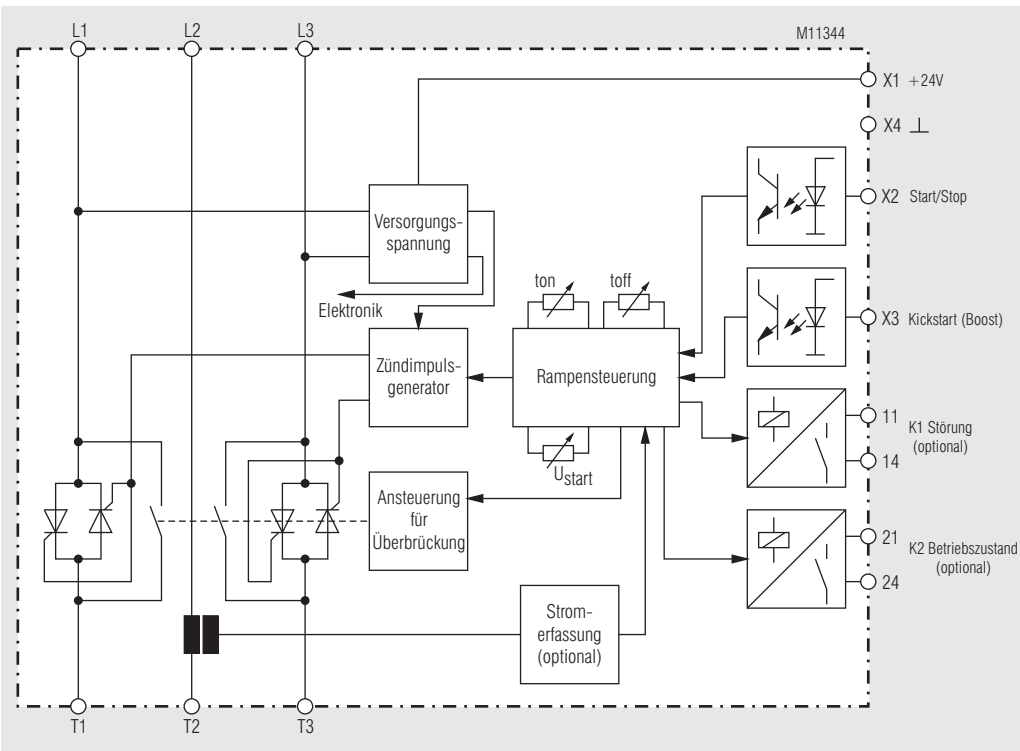 L1
L2
L3
M11344
X1 +24V
X4 ⊥
X2 Start/Stop
X3 Kickstart (Boost)
Versorgungs-
spannung
Elektronik
ton
toff
Zündimpuls-
generator
Rampensteuerung
Ustart
11
K1 Störung
(optional)
14
Ansteuerung
für
Überbrückung
21
K2 Betriebszustand
(optional)
24
Strom-
erfassung
(optional)
T1
T2
T3